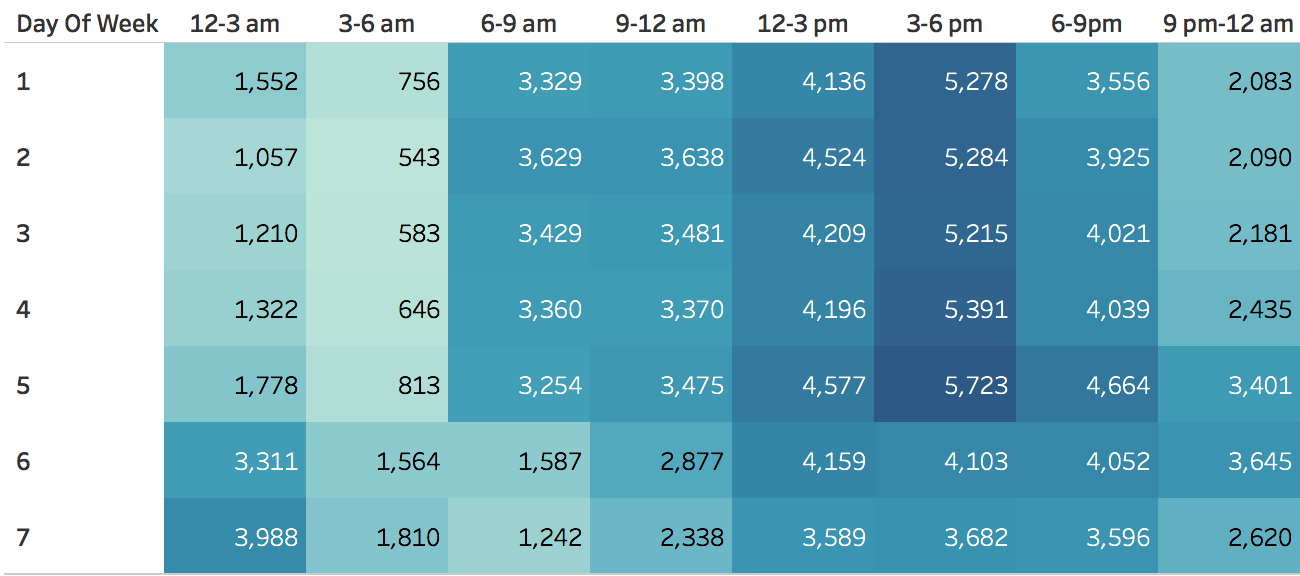 Day Of Week 12-3 am 3-6 am 6-9 am 9-12 am 12-3 pm 3-6 pm 6-9pm 9 pm-12 am
1 1,552 756 3,329 3,398 4,136 5,278 3,556 2,083
2 1,057 543 3,629 3,638 4,524 5,284 3,925 2,090
3 1,210 583 3,429 3,481 4,209 5,215 4,021 2,181
4 1,322 646 3,360 3,370 4,196 5,391 4,039 2,435
5 1,778 813 3,254 3,475 4,577 5,723 4,664 3,401
6 3,311 1,564 1,587 2,877 4,159 4,103 4,052 3,645
7 3,988 1,810 1,242 2,338 3,589 3,682 3,596 2,620